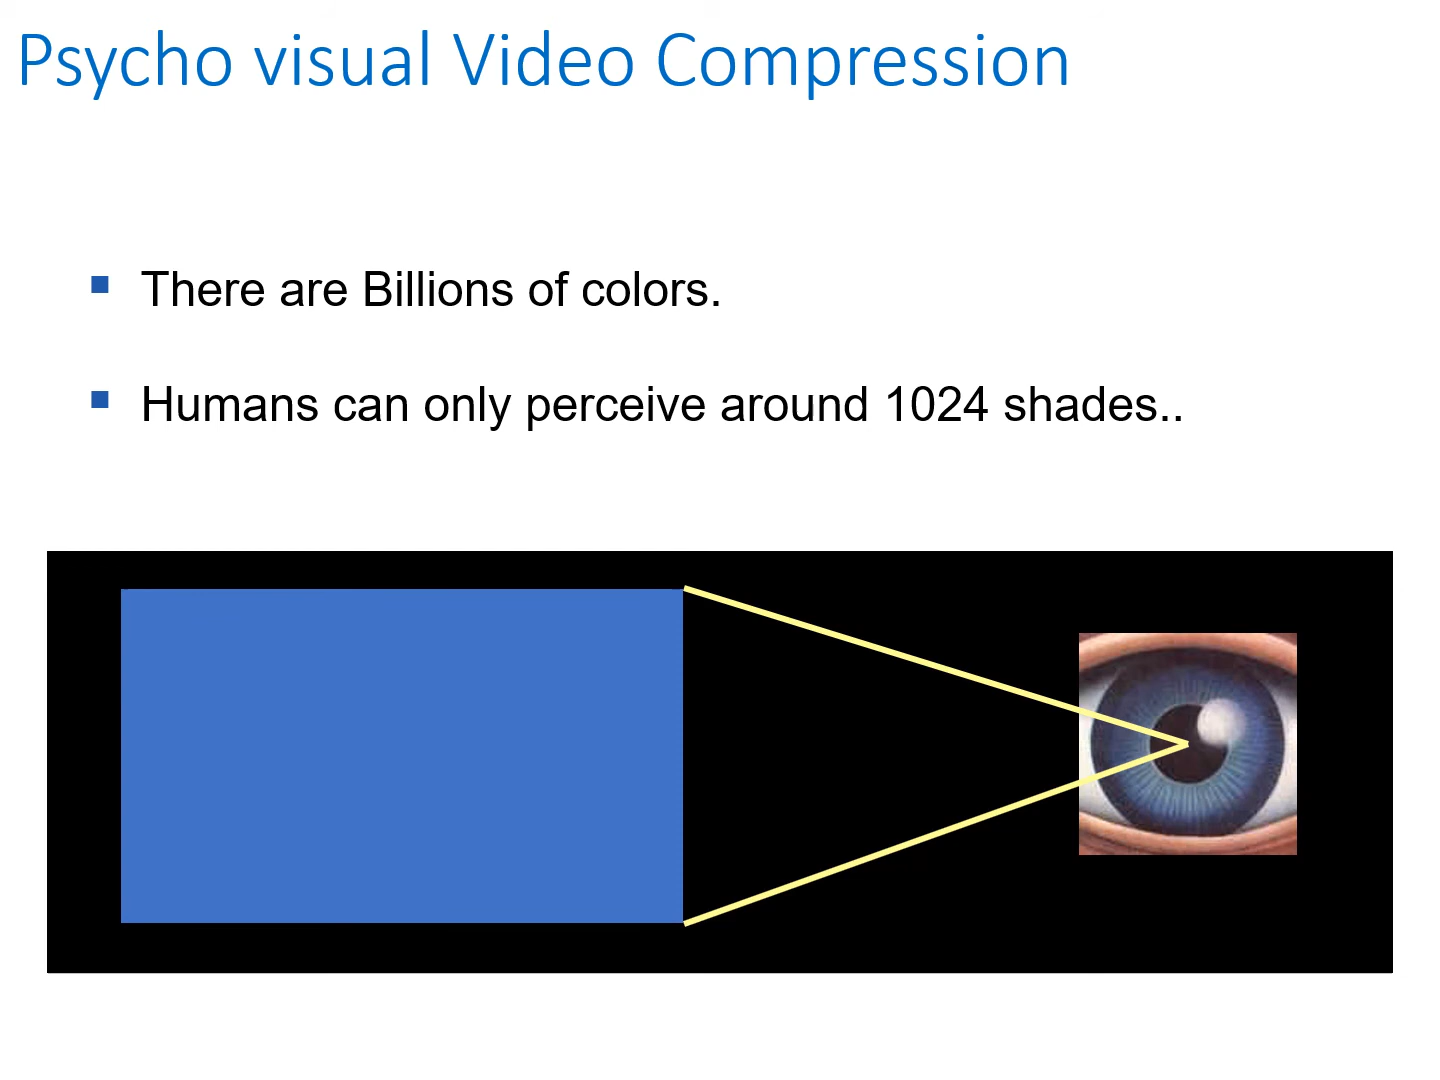 Psycho visual Video Compression
There are Billions of colors.
Humans can only perceive around 1024 shades..